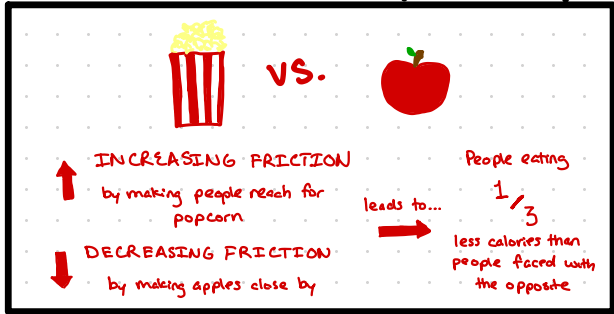 vs.
INCREASING FRICTION
by making people reach for
popcorn
DECREASING FRICTION
by making apples close by
leads to...
People eating
1/3
less calories than
people faced with
the opposite